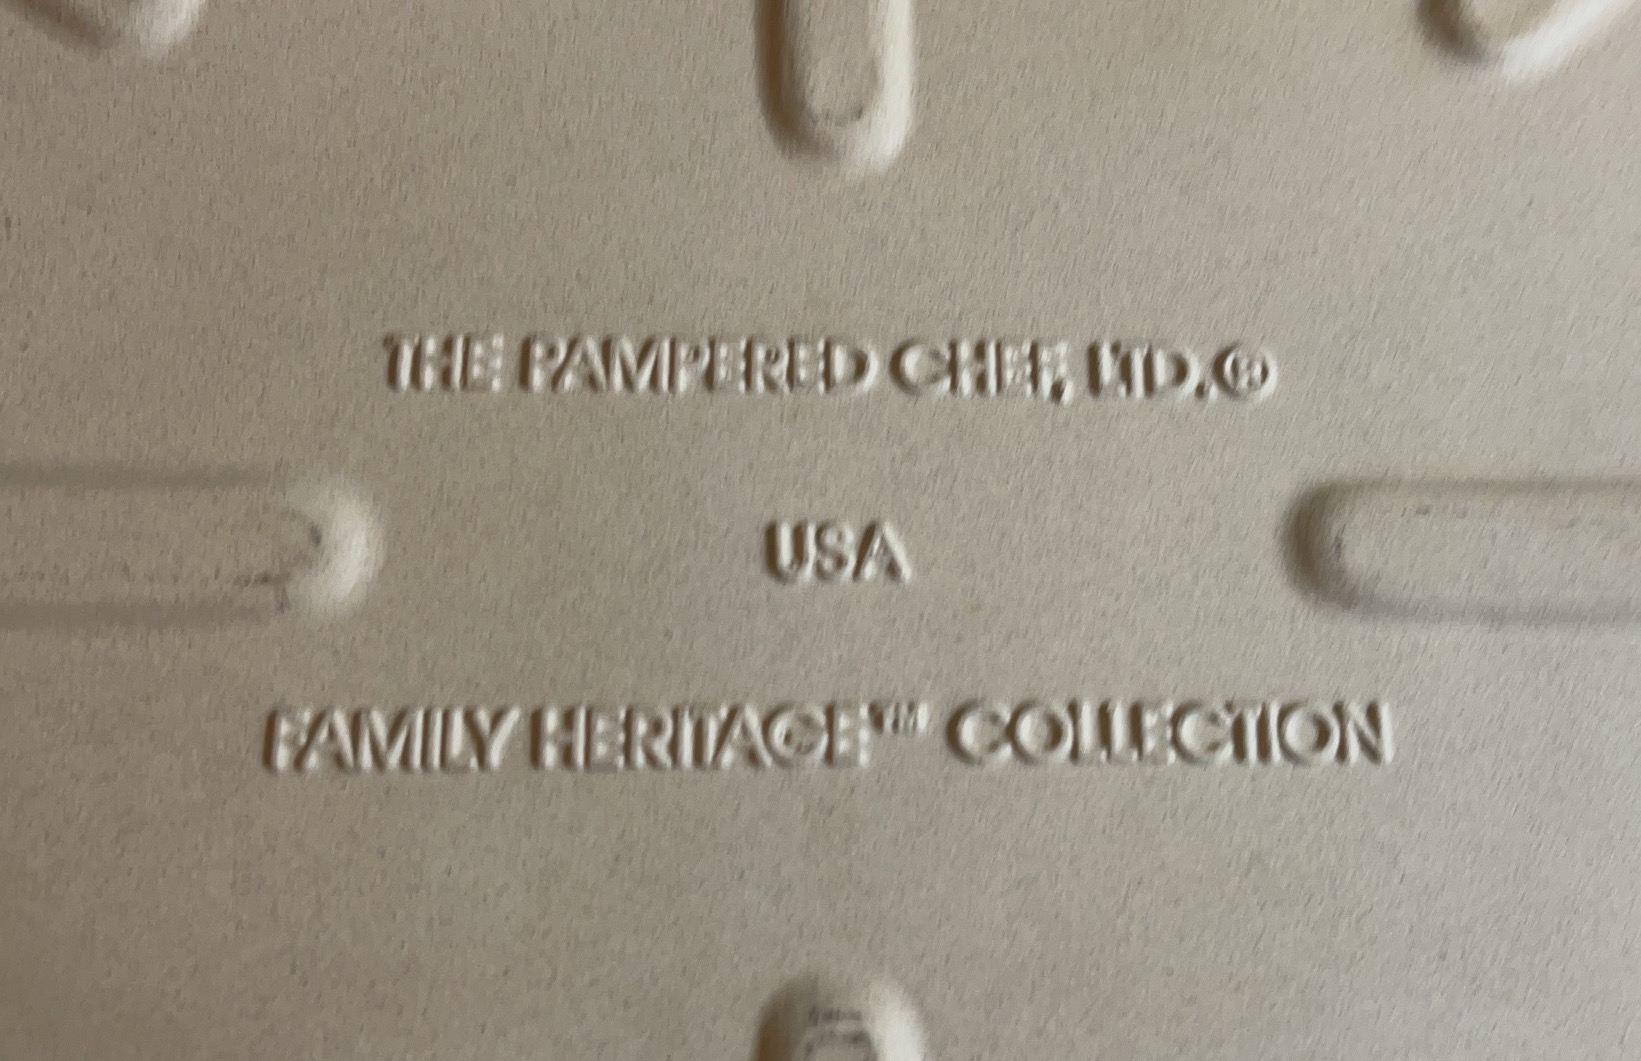 THE PAMPERED CHEF, LTD.®
USA
FAMILY HERITAGE™ COLLECTION